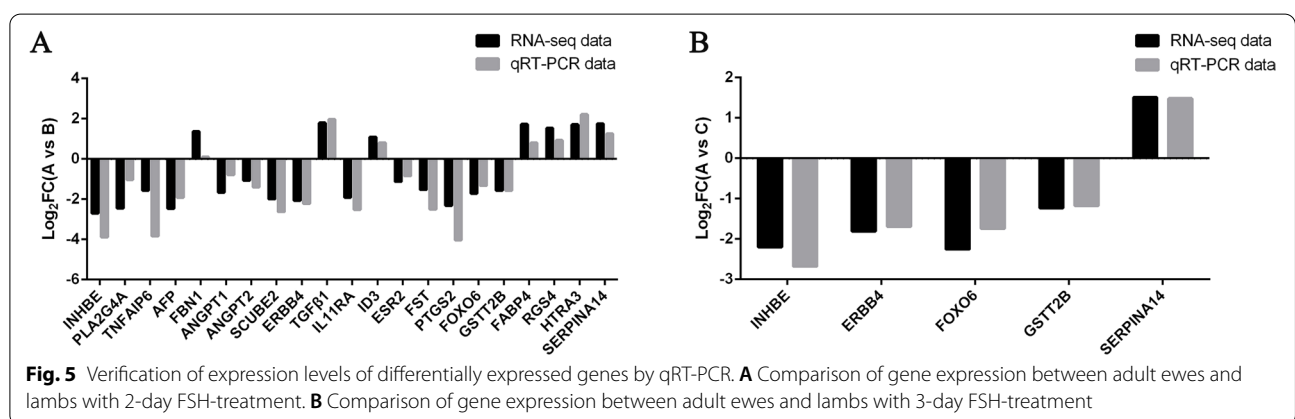 A
RNA-seq data
qRT-PCR data
Log2FC(A vs B)
4
2
0
-2
-4
-6
INHBE
PLA2G4A
TNFAIP6
AFP
FBN1
ANGPT1
ANGPT2
SCUBE2
ERBB4
TGFβ1
IL11RA
ID3
ESR2
FST
PTGS2
FOXO6
GSTT2B
FABP4
RGS4
HTRA3
SERPINA14
B
RNA-seq data
qRT-PCR data
Log2FC(A vs C)
2
1
0
-1
-2
-3
INHBE
ERBB4
FOXO6
GSTT2B
SERPINA14
Fig. 5 Verification of expression levels of differentially expressed genes by qRT-PCR. A Comparison of gene expression between adult ewes and
lambs with 2-day FSH-treatment. B Comparison of gene expression between adult ewes and lambs with 3-day FSH-treatment